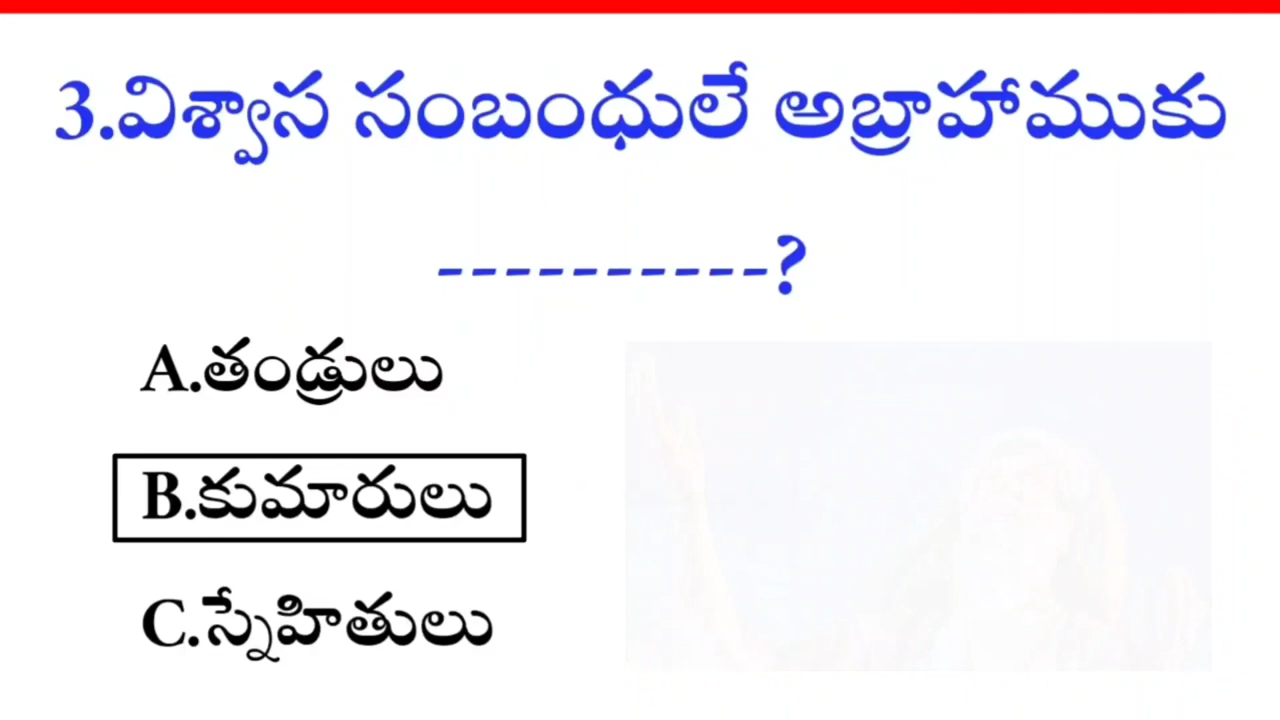 3.విశ్వాస సంబంధులే అబ్రాహాముకు
----------?
A.తండ్రులు
B.కుమారులు
C.స్నేహితులు